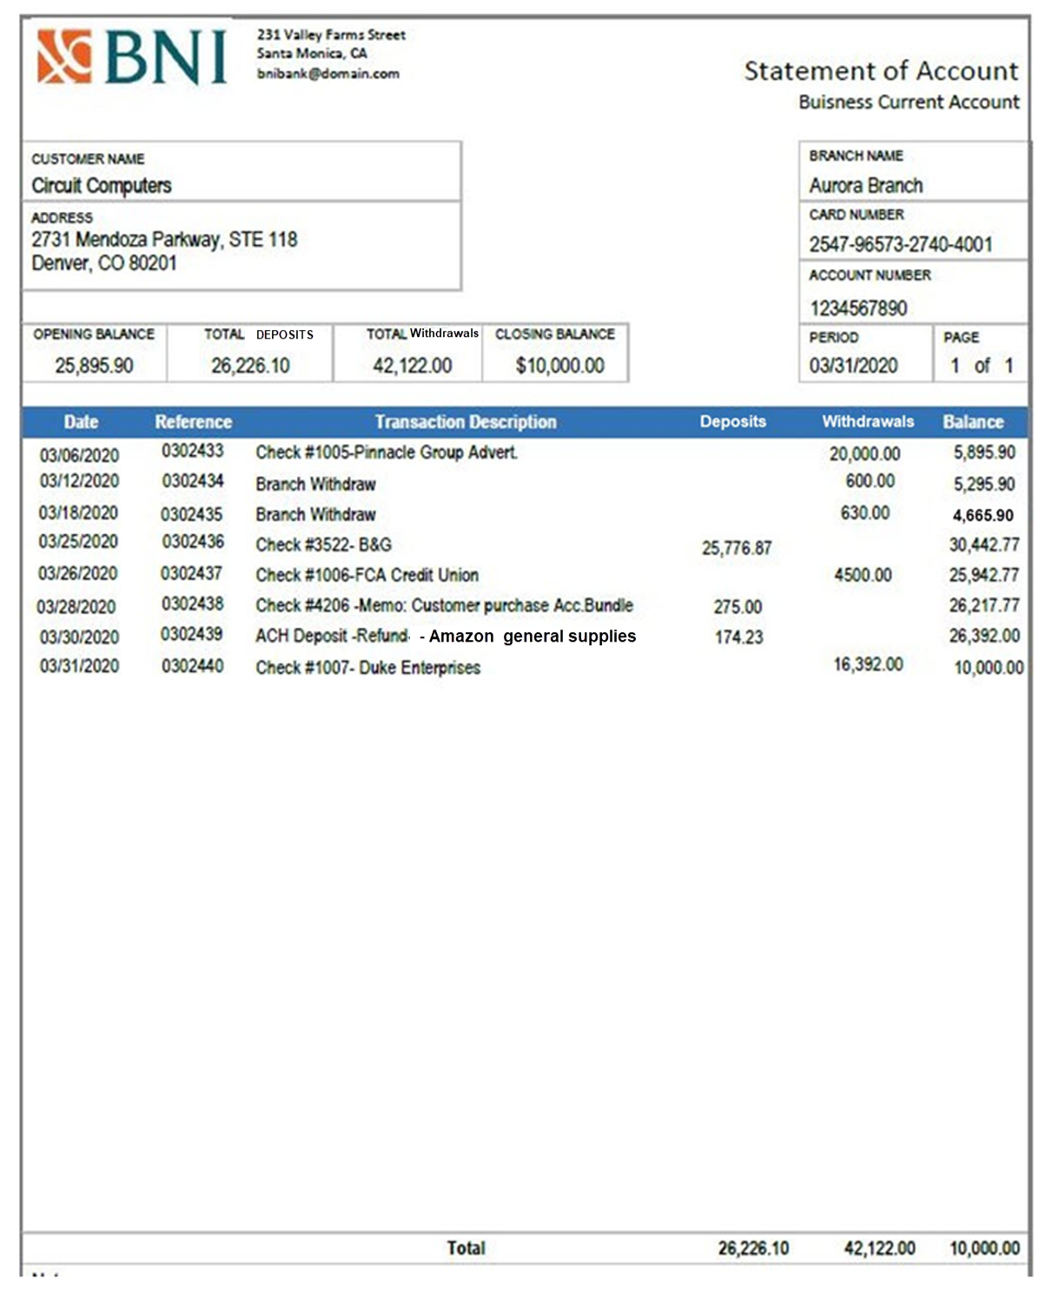 BNI
231 Valley Farms Street
Santa Monica, CA
bnibank@domain.com
Statement of Account
Buisness Current Account
CUSTOMER NAME
Circuit Computers
ADDRESS
2731 Mendoza Parkway, STE 118
Denver, CO 80201
BRANCH NAME
Aurora Branch
CARD NUMBER
2547-96573-2740-4001
ACCOUNT NUMBER
1234567890
OPENING BALANCE TOTAL DEPOSITS TOTAL Withdrawals CLOSING BALANCE PERIOD PAGE
25,895.90 26,226.10 42,122.00 $10,000.00 03/31/2020 1 of 1
Date Reference Transaction Description Deposits Withdrawals Balance
03/06/2020 0302433 Check #1005-Pinnacle Group Advert. 20,000.00 5,895.90
03/12/2020 0302434 Branch Withdraw 600.00 5,295.90
03/18/2020 0302435 Branch Withdraw 630.00 4,665.90
03/25/2020 0302436 Check #3522- B&G 25,776.87 30,442.77
03/26/2020 0302437 Check #1006-FCA Credit Union 4500.00 25,942.77
03/28/2020 0302438 Check #4206 -Memo: Customer purchase Acc.Bundle 275.00 26,217.77
03/30/2020 0302439 ACH Deposit -Refund - Amazon general supplies 174.23 26,392.00
03/31/2020 0302440 Check #1007- Duke Enterprises 16,392.00 10,000.00
Total 26,226.10 42,122.00 10,000.00